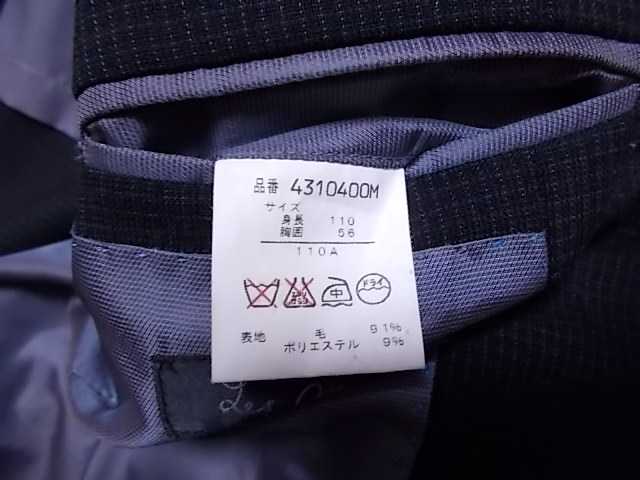 品番 4310400M
サイズ
身長 110
胸囲 56
110A
中 ドライ
表地 毛 91%
ポリエステル 9%
Les